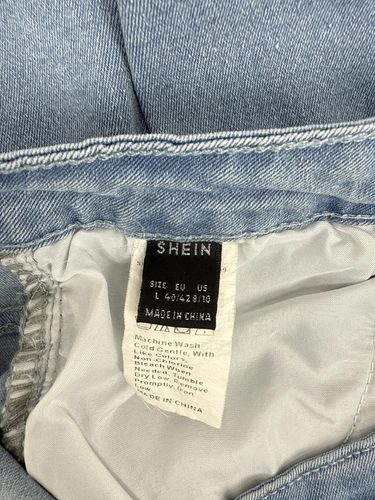 SHEIN
SIZE EU US
L 40/42 8/10
MADE IN CHINA
Machine Wash
Cold Gentle, With
Like Colors,
Non-Chlorine
Bleach When
Needed, Tumble
Dry Low, Remove
Promptly, Iron
Low.
MADE IN CHINA